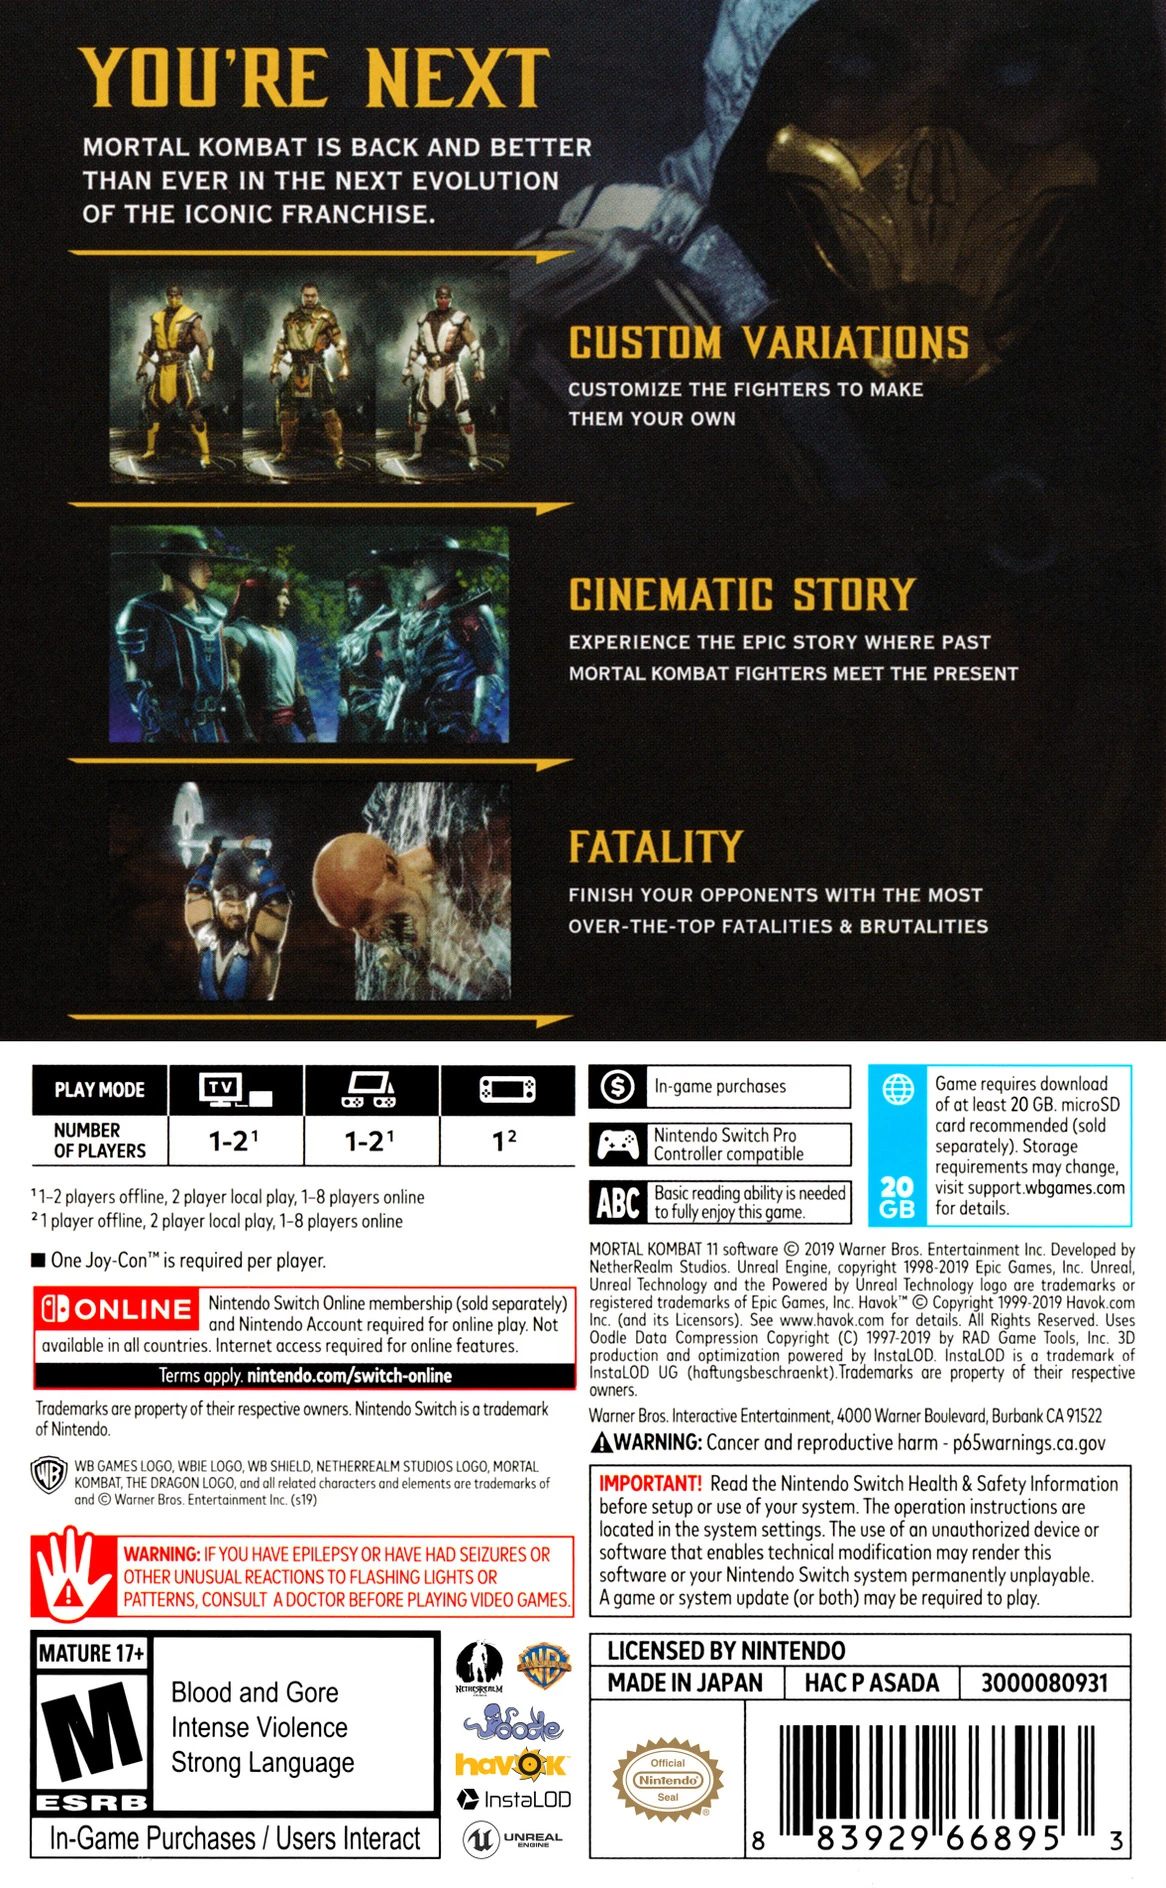 YOU'RE NEXT
MORTAL KOMBAT IS BACK AND BETTER
THAN EVER IN THE NEXT EVOLUTION
OF THE ICONIC FRANCHISE.
CUSTOM VARIATIONS
CUSTOMIZE THE FIGHTERS TO MAKE
THEM YOUR OWN
CINEMATIC STORY
EXPERIENCE THE EPIC STORY WHERE PAST
MORTAL KOMBAT FIGHTERS MEET THE PRESENT
FATALITY
FINISH YOUR OPPONENTS WITH THE MOST
OVER-THE-TOP FATALITIES & BRUTALITIES
PLAY MODE
TV
NUMBER
OF PLAYERS
1-2¹
1-2¹
1²
¹1-2 players offline, 2 player local play, 1-8 players online
²1 player offline, 2 player local play, 1-8 players online
■ One Joy-Con™ is required per player.
ONLINE
Nintendo Switch Online membership (sold separately)
and Nintendo Account required for online play. Not
available in all countries. Internet access required for online features.
Terms apply. nintendo.com/switch-online
Trademarks are property of their respective owners. Nintendo Switch is a trademark
of Nintendo.
WB
WB GAMES LOGO, WBIE LOGO, WB SHIELD, NETHERREALM STUDIOS LOGO, MORTAL
KOMBAT, THE DRAGON LOGO, and all related characters and elements are trademarks of
and © Warner Bros. Entertainment Inc. (s19)
WARNING: IF YOU HAVE EPILEPSY OR HAVE HAD SEIZURES OR
OTHER UNUSUAL REACTIONS TO FLASHING LIGHTS OR
PATTERNS, CONSULT A DOCTOR BEFORE PLAYING VIDEO GAMES.
MATURE 17+
M
ESRB
Blood and Gore
Intense Violence
Strong Language
In-Game Purchases / Users Interact
NETHERREALM
WB
oodle
havok™
InstaLOD
UNREAL
ENGINE
$
In-game purchases
Nintendo Switch Pro
Controller compatible
ABC
Basic reading ability is needed
to fully enjoy this game.
20
GB
Game requires download
of at least 20 GB. microSD
card recommended (sold
separately). Storage
requirements may change,
visit support.wbgames.com
for details.
MORTAL KOMBAT 11 software © 2019 Warner Bros. Entertainment Inc. Developed by
NetherRealm Studios. Unreal Engine, copyright 1998-2019 Epic Games, Inc. Unreal,
Unreal Technology and the Powered by Unreal Technology logo are trademarks or
registered trademarks of Epic Games, Inc. Havok™ © Copyright 1999-2019 Havok.com
Inc. (and its Licensors). See www.havok.com for details. All Rights Reserved. Uses
Oodle Data Compression Copyright (C) 1997-2019 by RAD Game Tools, Inc. 3D
production and optimization powered by InstaLOD. InstaLOD is a trademark of
InstaLOD UG (haftungsbeschraenkt).Trademarks are property of their respective
owners.
Warner Bros. Interactive Entertainment, 4000 Warner Boulevard, Burbank CA 91522
⚠WARNING: Cancer and reproductive harm - p65warnings.ca.gov
IMPORTANT! Read the Nintendo Switch Health & Safety Information
before setup or use of your system. The operation instructions are
located in the system settings. The use of an unauthorized device or
software that enables technical modification may render this
software or your Nintendo Switch system permanently unplayable.
A game or system update (or both) may be required to play.
LICENSED BY NINTENDO
MADE IN JAPAN
HAC P ASADA
3000080931
Official
Nintendo
Seal
®
8 83929 66895 3